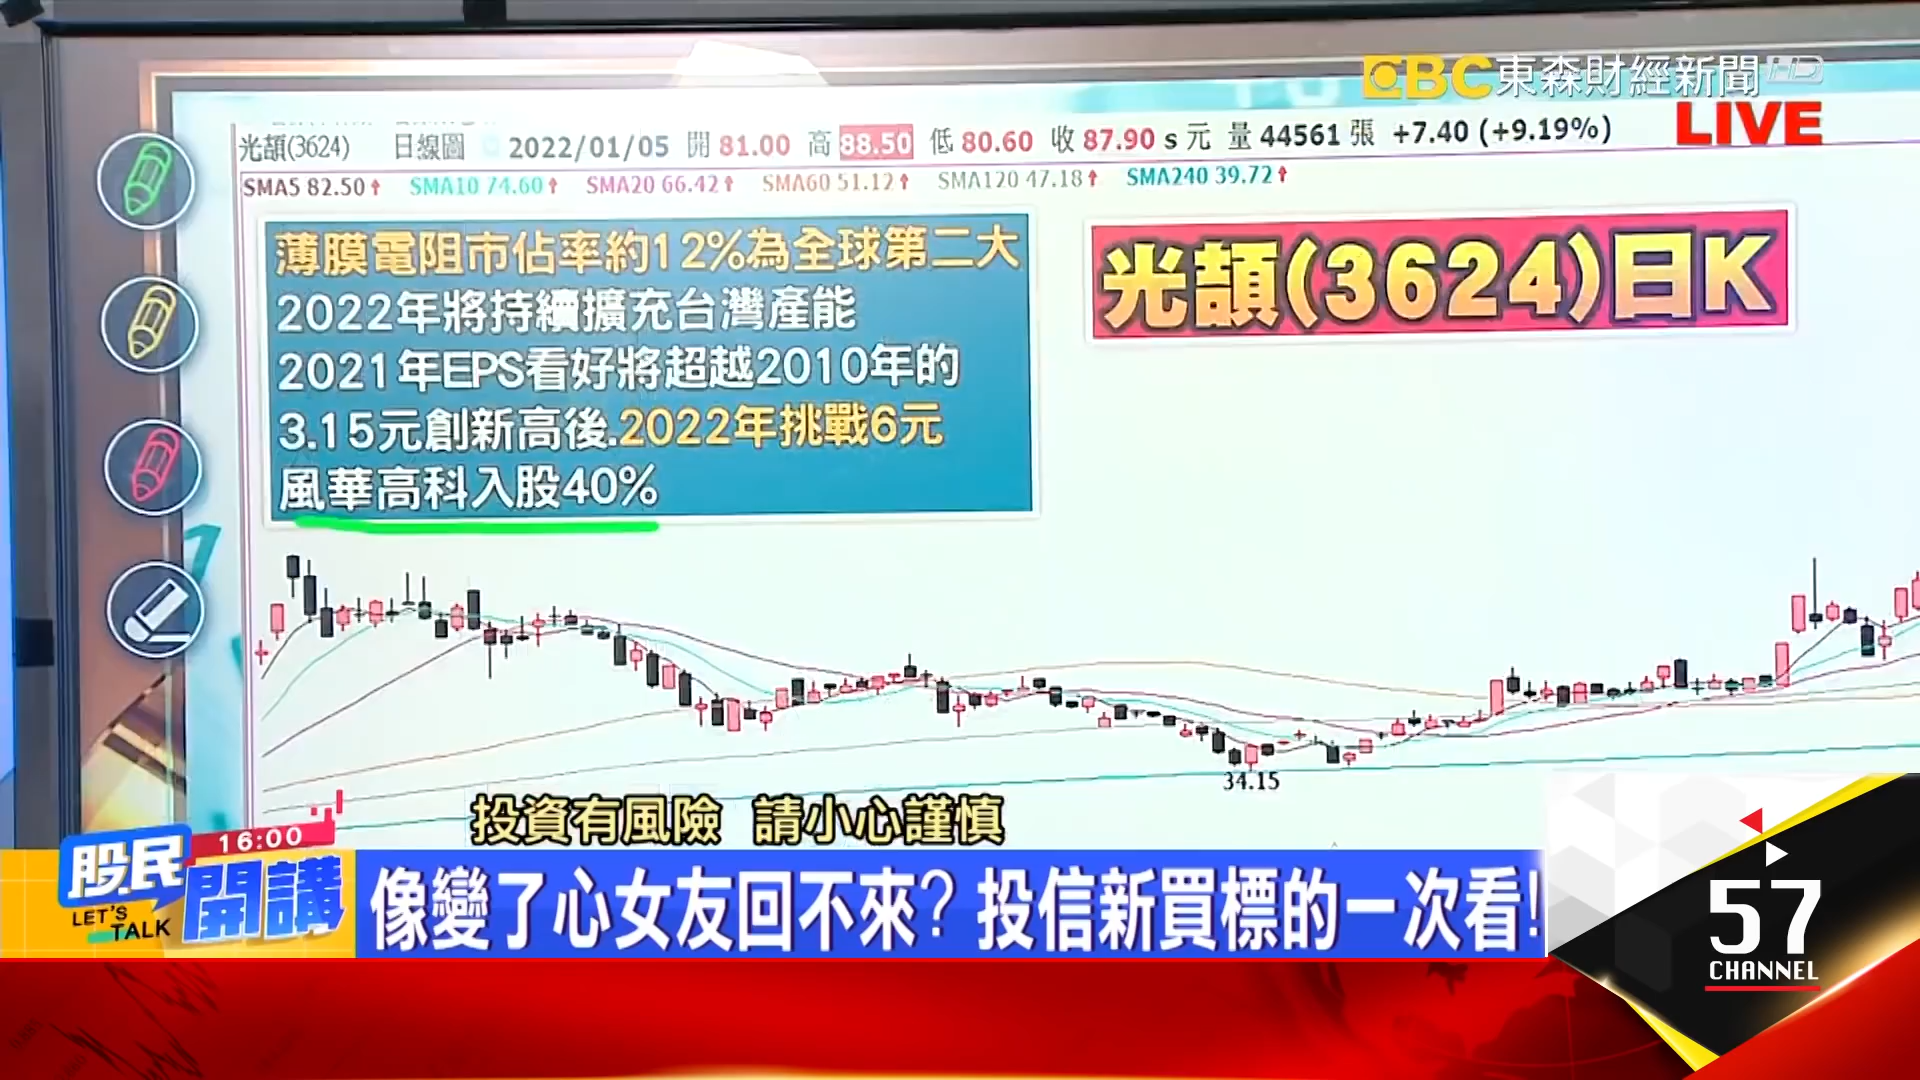 EBC東森財經新聞HD
LIVE
光頡(3624) 日線圖 2022/01/05 開 81.00 高 88.50 低 80.60 收 87.90 s 元 量 44561 張 +7.40 (+9.19%)
SMA5 82.50↑ SMA10 74.60↑ SMA20 66.42↑ SMA60 51.12↑ SMA120 47.18↑ SMA240 39.72↑
薄膜電阻市佔率約12%為全球第二大
2022年將持續擴充台灣產能
2021年EPS看好將超越2010年的
3.15元創新高後.2022年挑戰6元
風華高科入股40%
光頡(3624)日K
34.15
投資有風險 請小心謹慎
16:00
股民
開講
LET'S
TALK
像變了心女友回不來? 投信新買標的一次看!
57
CHANNEL